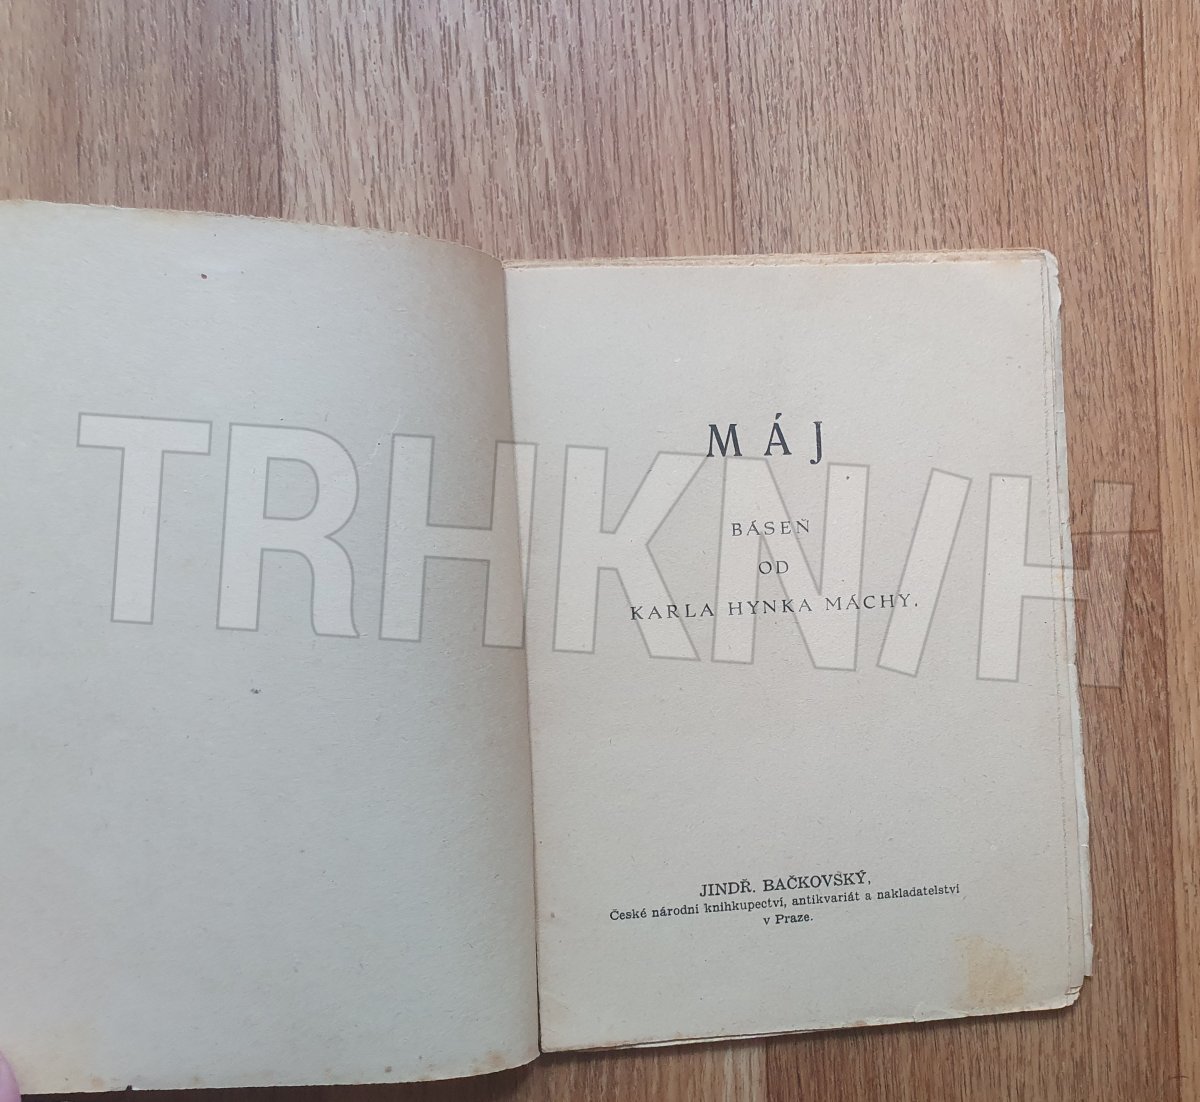 MÁJ
BÁSEŇ
OD
KARLA HYNKA MÁCHY.
JINDŘ. BAČKOVSKÝ,
České národní knihkupectví, antikvariát a nakladatelství
v Praze.
TRHKNIH